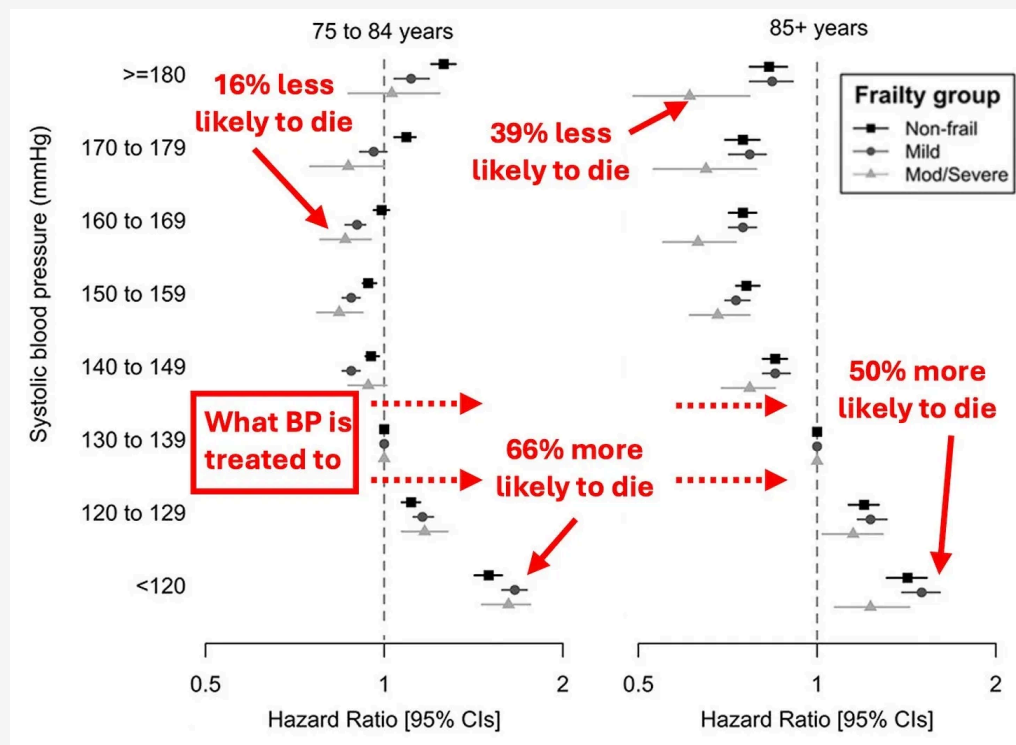 75 to 84 years
85+ years
Systolic blood pressure (mmHg)
>=180
170 to 179
160 to 169
150 to 159
140 to 149
130 to 139
120 to 129
<120
16% less
likely to die
39% less
likely to die
Frailty group
Non-frail
Mild
Mod/Severe
What BP is
treated to
66% more
likely to die
50% more
likely to die
0.5
1
2
Hazard Ratio [95% CIs]
0.5
1
2
Hazard Ratio [95% CIs]